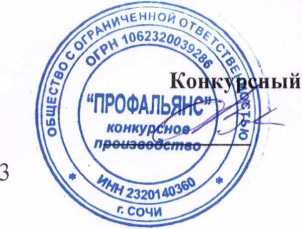 ОБЩЕСТВО С ОГРАНИЧЕННОЙ ОТВЕТСТВЕННОСТЬЮ
ОГРН 1062320039286
Конкурсный
"ПРОФАЛЬЯНС"
конкурсное
производство
3
ИНН 2320140360
г. СОЧИ